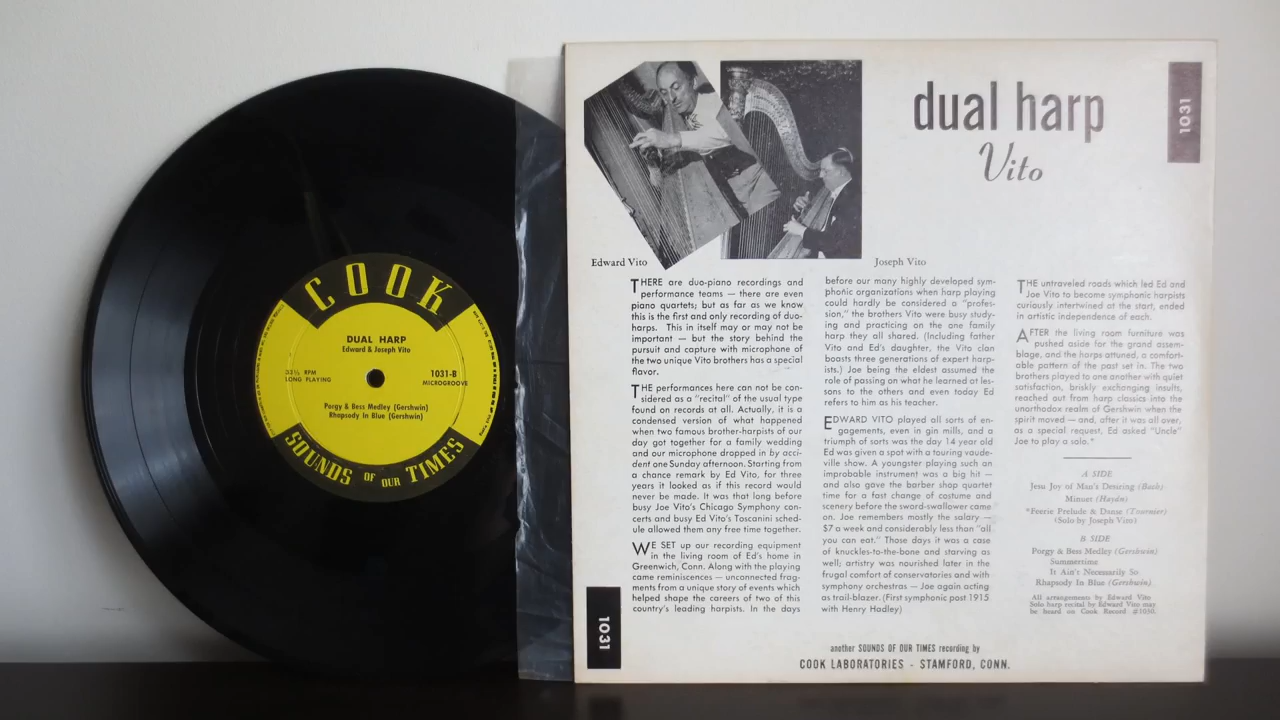 COOK
DUAL HARP
Edward & Joseph Vito
33⅓ RPM
LONG PLAYING
1031-B
MICROGROOVE
Porgy & Bess Medley (Gershwin)
Rhapsody In Blue (Gershwin)
SOUNDS OF OUR TIMES
dual harp
Vito
1031
Edward Vito
Joseph Vito
THERE are duo-piano recordings and
performance teams — there are even
piano quartets; but as far as we know
this is the first and only recording of duo-
harps. This in itself may or may not be
important — but the story behind the
pursuit and capture with microphone of
the two unique Vito brothers has a special
flavor.
THE performances here can not be con-
sidered as a "recital" of the usual type
found on records at all. Actually, it is a
condensed version of what happened
when two famous brother-harpists of our
day got together for a family wedding
and our microphone dropped in by acci-
dent one Sunday afternoon. Starting from
a chance remark by Ed Vito, for three
years it looked as if this record would
never be made. It was that long before
busy Joe Vito's Chicago Symphony con-
certs and busy Ed Vito's Toscanini sched-
ule allowed them any free time together.
WE SET up our recording equipment
in the living room of Ed's home in
Greenwich, Conn. Along with the playing
came reminiscences — unconnected frag-
ments from a unique story of events which
helped shape the careers of two of this
country's leading harpists. In the days
before our many highly developed sym-
phonic organizations when harp playing
could hardly be considered a "profes-
sion," the brothers Vito were busy study-
ing and practicing on the one family
harp they all shared. (Including father
Vito and Ed's daughter, the Vito clan
boasts three generations of expert harp-
ists.) Joe being the eldest assumed the
role of passing on what he learned at les-
sons to the others and even today Ed
refers to him as his teacher.
EDWARD VITO played all sorts of en-
gagements, even in gin mills, and a
triumph of sorts was the day 14 year old
Ed was given a spot with a touring vaude-
ville show. A youngster playing such an
improbable instrument was a big hit —
and also gave the barber shop quartet
time for a fast change of costume and
scenery before the sword-swallower came
on. Joe remembers mostly the salary —
$7 a week and considerably less than "all
you can eat." Those days it was a case
of knuckles-to-the-bone and starving as
well; artistry was nourished later in the
frugal comfort of conservatories and with
symphony orchestras — Joe again acting
as trail-blazer. (First symphonic post 1915
with Henry Hadley)
THE untraveled roads which led Ed and
Joe Vito to become symphonic harpists
curiously intertwined at the start, ended
in artistic independence for each.
AFTER the living room furniture was
pushed aside for the grand assem-
blage, and the harps attuned, a comfort-
able pattern of the past set in. The two
brothers played to one another with quiet
satisfaction, briskly exchanging insults,
reached out from harp classics into the
unorthodox realm of Gershwin when the
spirit moved — and, after it was all over,
as a special request, Ed asked "Uncle"
Joe to play a solo.*
A SIDE
Jesu Joy of Man's Desiring (Bach)
Minuet (Haydn)
*Feerie Prelude & Danse (Tournier)
(Solo by Joseph Vito)
B SIDE
Porgy & Bess Medley (Gershwin)
Summertime
It Ain't Necessarily So
Rhapsody In Blue (Gershwin)
All arrangements by Edward Vito
Solo harp recital by Edward Vito may
be heard on Cook Record #1030.
1031
another SOUNDS OF OUR TIMES recording by
COOK LABORATORIES - STAMFORD, CONN.